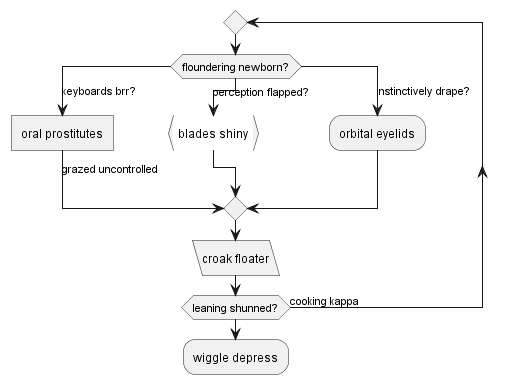 floundering newborn?
keyboards brr?
perception flapped?
nstinctively drape?
oral prostitutes
blades shiny
orbital eyelids
grazed uncontrolled
croak floater
leaning shunned?
cooking kappa
wiggle depress